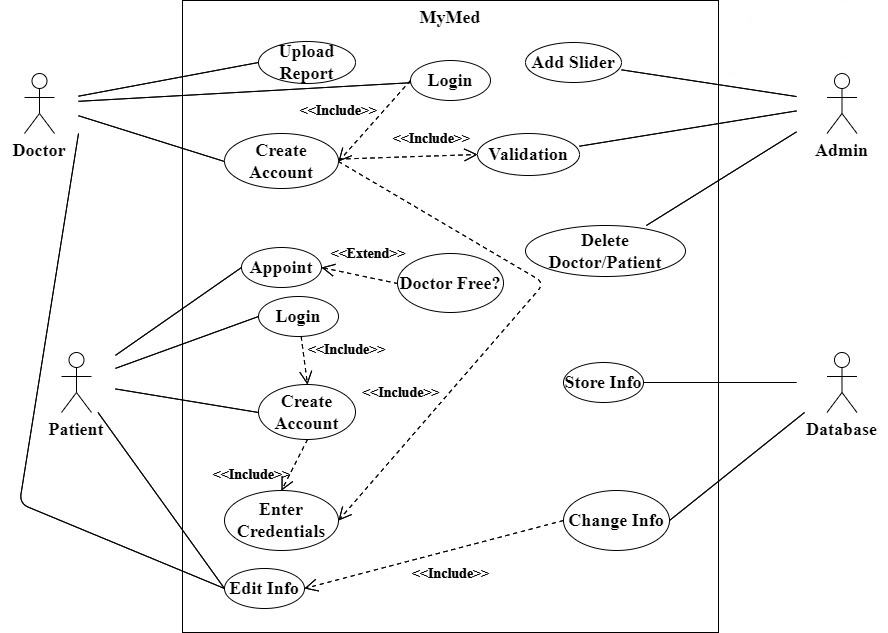 MyMed
Upload
Report
Add Slider
Login
<<Include>>
<<Include>>
Doctor
Create
Account
Validation
Admin
Delete
Doctor/Patient
<<Extend>>
Appoint
Doctor Free?
Login
<<Include>>
Store Info
<<Include>>
Create
Account
Patient
Database
<<Include>>
Enter
Credentials
Change Info
<<Include>>
Edit Info